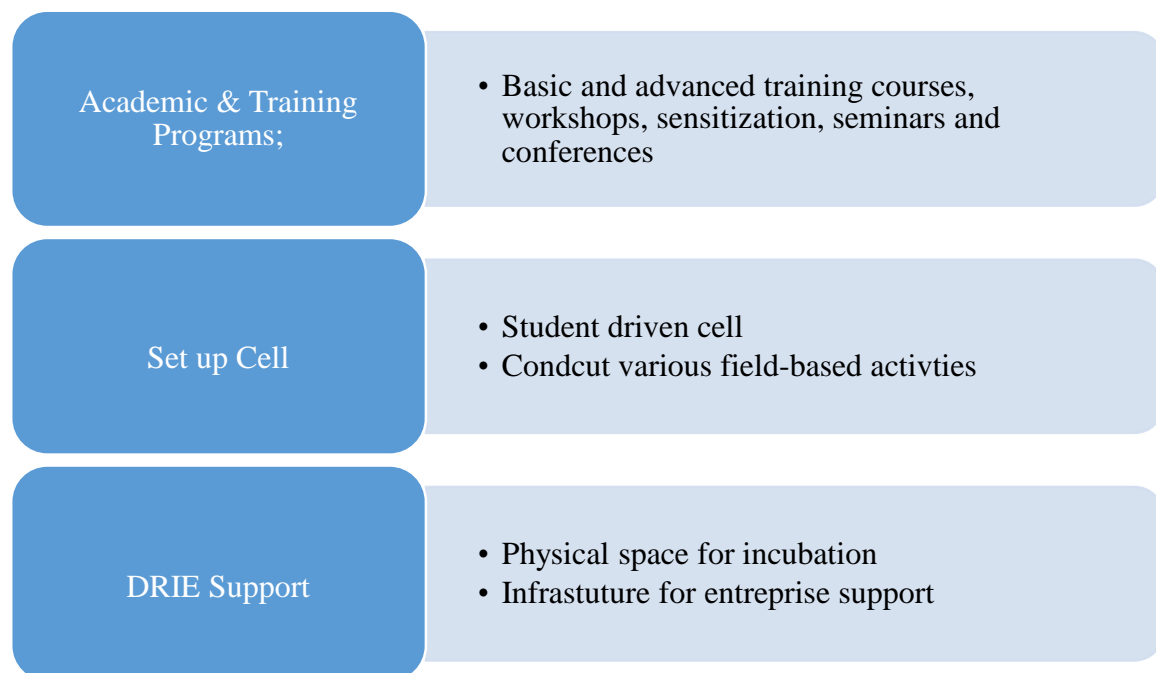 Academic & Training
Programs;
• Basic and advanced training courses,
workshops, sensitization, seminars and
conferences
Set up Cell
• Student driven cell
• Condcut various field-based activties
DRIE Support
• Physical space for incubation
• Infrastuture for entreprise support